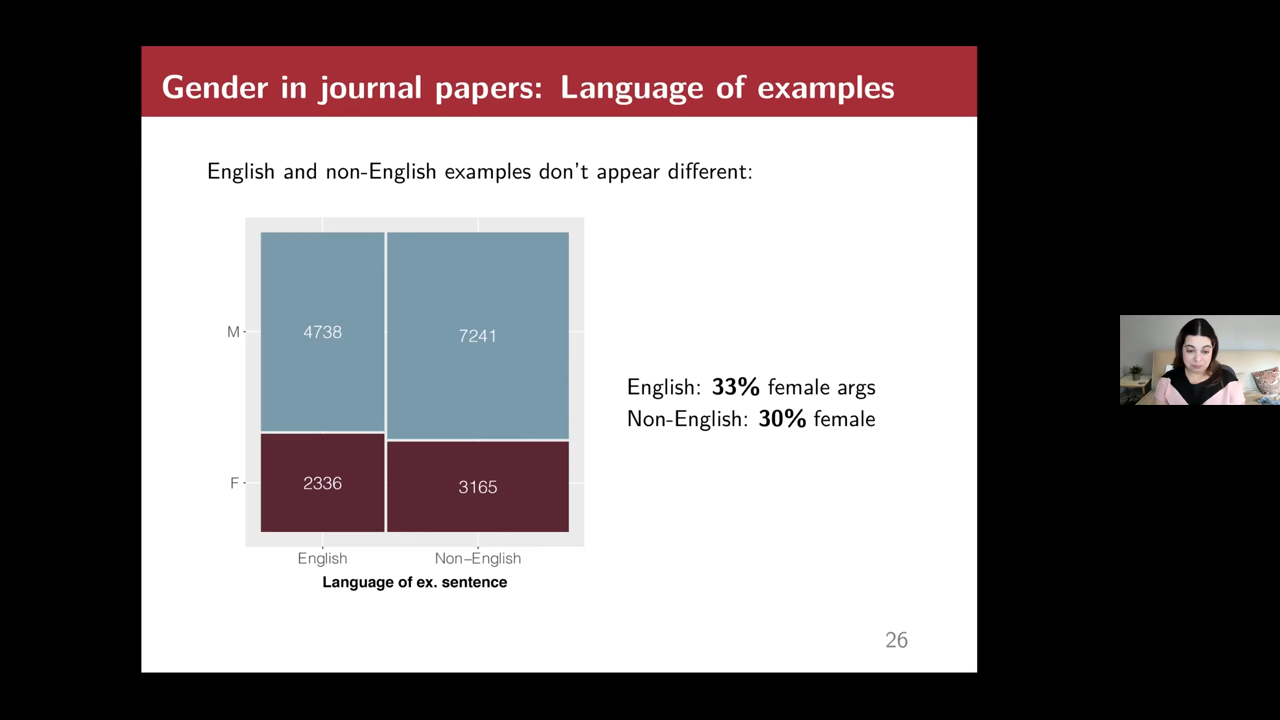 Gender in journal papers: Language of examples
English and non-English examples don't appear different:
M
4738
7241
English: 33% female args
Non-English: 30% female
F
2336
3165
English
Non–English
Language of ex. sentence
26